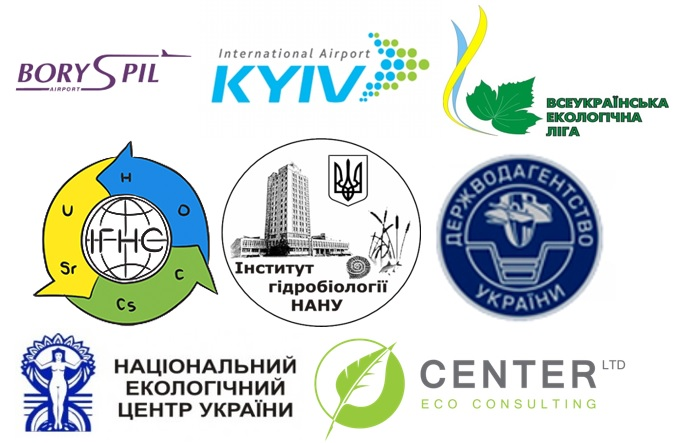 BORYSPIL
AIRPORT
International Airport
KYIV
ВСЕУКРАЇНСЬКА
ЕКОЛОГІЧНА
ЛІГА
H
U
O
IFHC
Sr
C
Cs
Інститут
гідробіології
НАНУ
ДЕРЖВОДАГЕНТСТВО
УКРАЇНИ
НАЦІОНАЛЬНИЙ
ЕКОЛОГІЧНИЙ
ЦЕНТР УКРАЇНИ
CENTER LTD
ECO CONSULTING